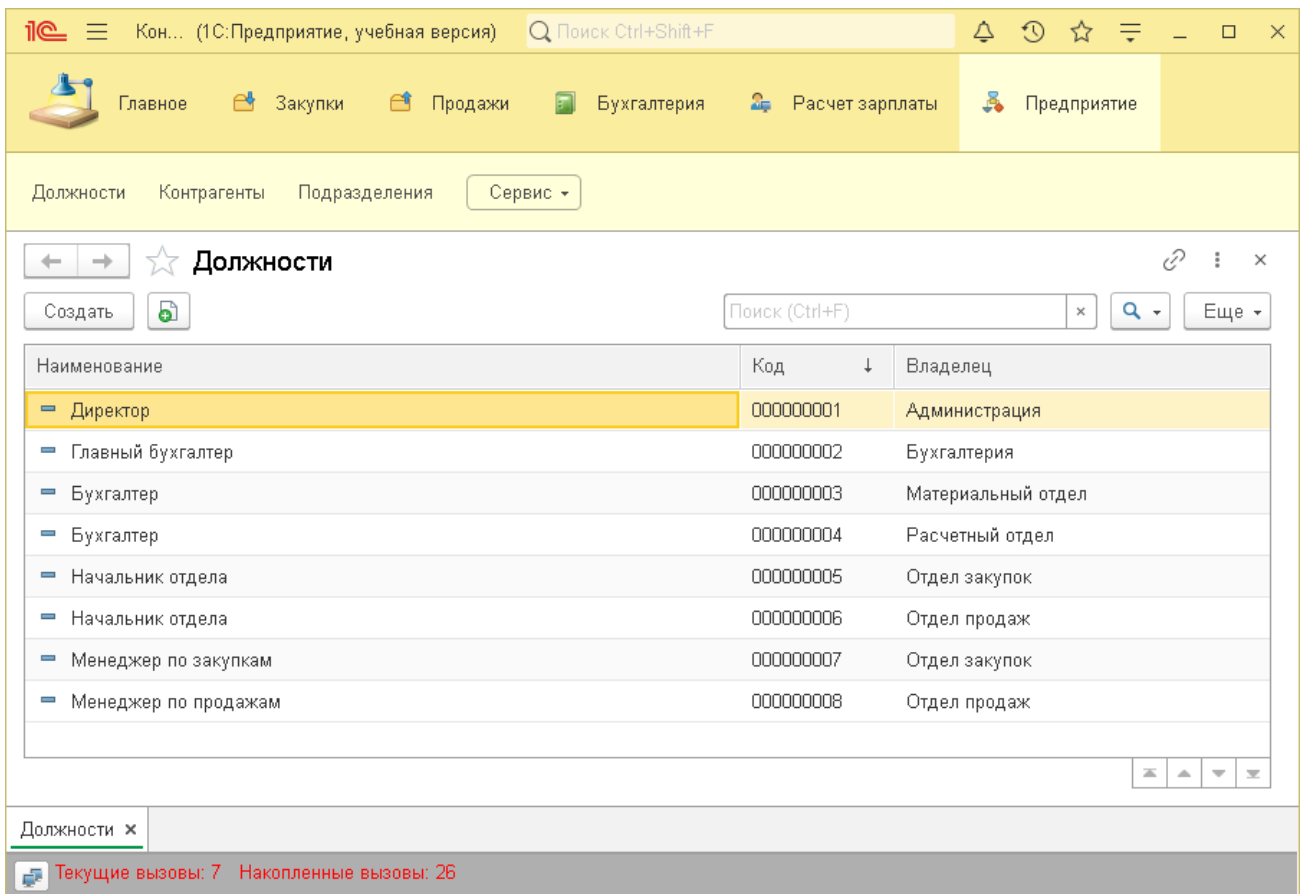 1С Кон... (1С:Предприятие, учебная версия) Поиск Ctrl+Shift+F
Главное Закупки Продажи Бухгалтерия Расчет зарплаты Предприятие
Должности Контрагенты Подразделения Сервис
Должности
Создать Поиск (Ctrl+F) × Еще
Наименование Код ↓ Владелец
Директор 000000001 Администрация
Главный бухгалтер 000000002 Бухгалтерия
Бухгалтер 000000003 Материальный отдел
Бухгалтер 000000004 Расчетный отдел
Начальник отдела 000000005 Отдел закупок
Начальник отдела 000000006 Отдел продаж
Менеджер по закупкам 000000007 Отдел закупок
Менеджер по продажам 000000008 Отдел продаж
Должности ×
Текущие вызовы: 7 Накопленные вызовы: 26